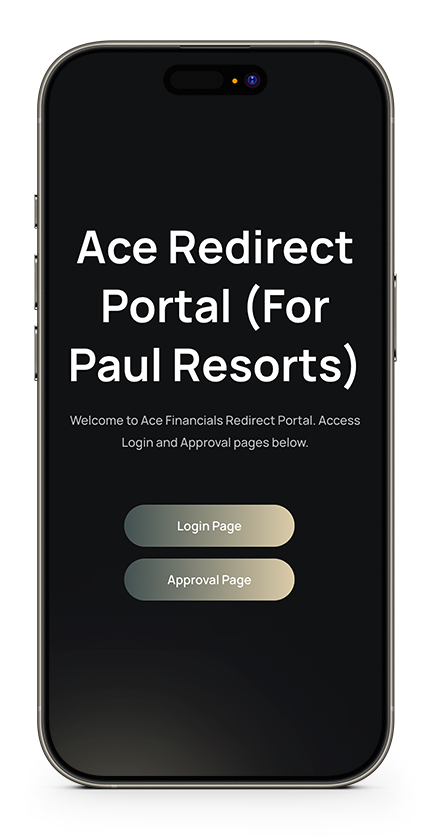 Ace Redirect
Portal (For
Paul Resorts)
Welcome to Ace Financials Redirect Portal. Access
Login and Approval pages below.
Login Page
Approval Page